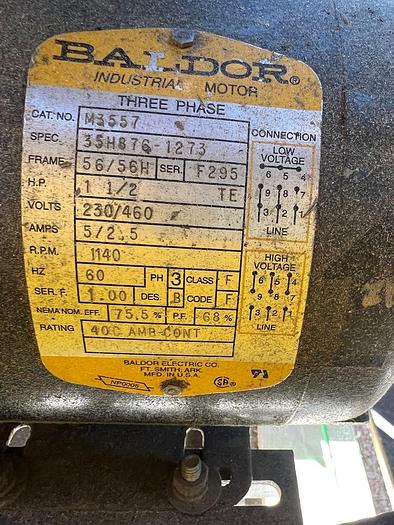 BALDOR®
INDUSTRIAL MOTOR
THREE PHASE
CAT. NO. M3557
SPEC. 35H876-1273
FRAME 56/56H SER. F295
H.P. 1 1/2 TE
VOLTS 230/460
AMPS 5/2.5
R.P.M. 1140
HZ 60 PH 3 CLASS F
SER. F. 1.00 DES B CODE F
NEMA NOM. EFF. 75.5% P.F. 68%
RATING 40C AMB-CONT
CONNECTION
LOW VOLTAGE
6 5 4
9 8 7
3 2 1
LINE
HIGH VOLTAGE
6 5 4
9 8 7
3 2 1
LINE
BALDOR ELECTRIC CO.
FT. SMITH, ARK.
MFD. IN U.S.A.
NP0006
SA
71